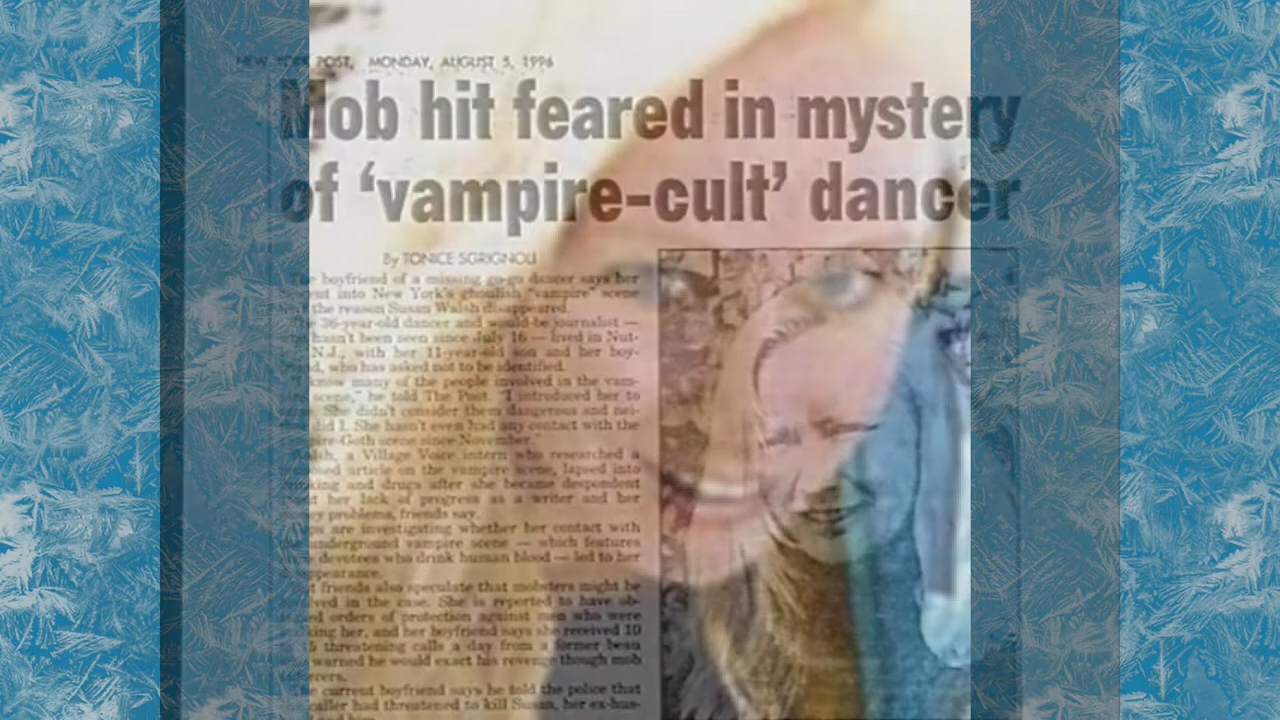 NEW YORK POST, MONDAY, AUGUST 5, 1996
Mob hit feared in mystery
of ‘vampire-cult’ dancer
By TONICE SGRIGNOLI
The boyfriend of a missing go-go dancer says her
into New York's ghoulish "vampire" scene
the reason Susan Walsh disappeared.
The 36-year-old dancer and would-be journalist —
hasn't been seen since July 16 — lived in Nut-
N.J., with her 11-year-old son and her boy-
who has asked not to be identified.
know many of the people involved in the vam-
scene," he told The Post. "I introduced her to
She didn't consider them dangerous and nei-
did I. She hasn't even had any contact with the
scene since November."
a Village Voice intern who researched a
article on the vampire scene, lapsed into
and drugs after she became despondent
her lack of progress as a writer and her
problems, friends say.
are investigating whether her contact with
underground vampire scene — which features
devotees who drink human blood — led to her
friends also speculate that mobsters might be
in the case. She is reported to have ob-
orders of protection against men who were
her, and her boyfriend says she received 10
threatening calls a day from a former beau
warned he would exact his revenge though mob
current boyfriend says he told the police that
caller had threatened to kill Susan, her ex-hus-